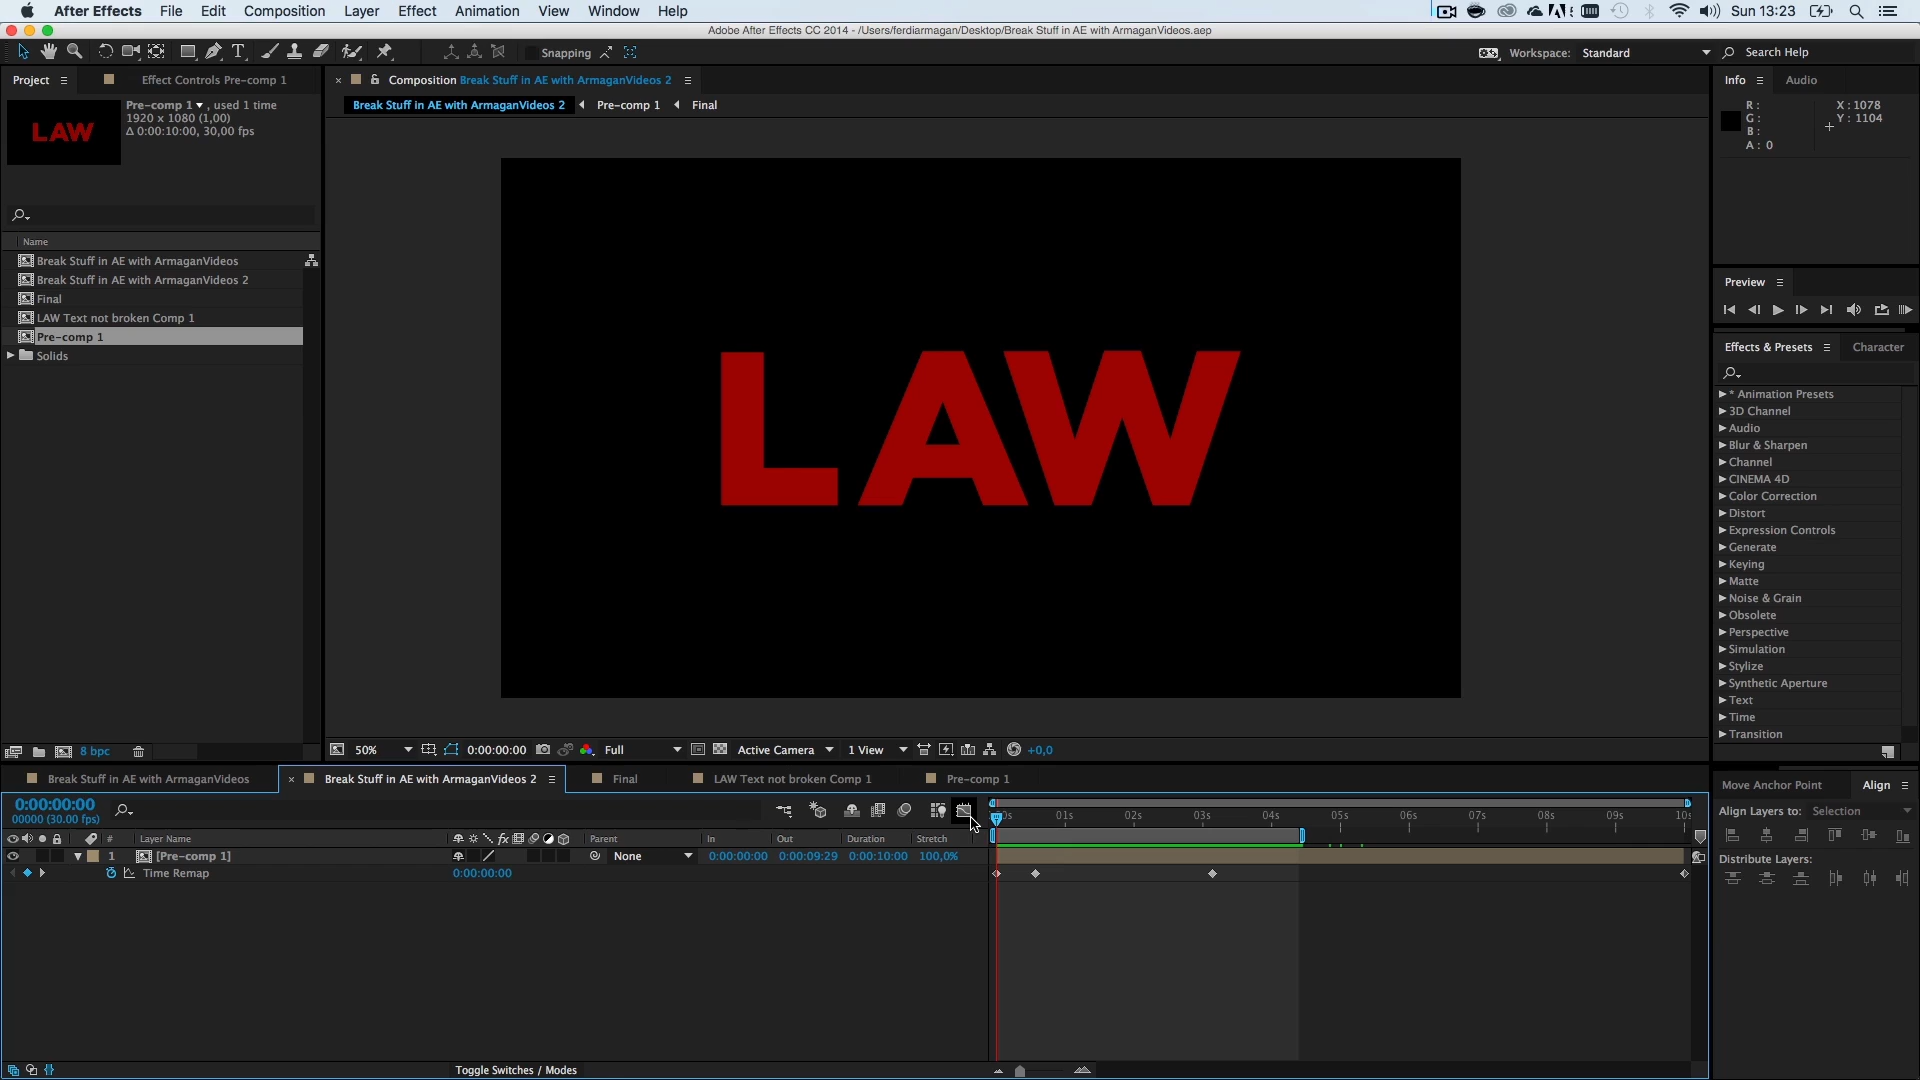 After Effects File Edit Composition Layer Effect Animation View Window Help
5
Sun 13:23
Adobe After Effects CC 2014 - /Users/ferdiarmagan/Desktop/Break Stuff in AE with ArmaganVideos.aep
T
Snapping
Workspace: Standard
Search Help
Project
Effect Controls Pre-comp 1
Composition Break Stuff in AE with ArmaganVideos 2
Info
Audio
LAW
Pre-comp 1 , used 1 time
1920 x 1080 (1,00)
Δ 0:00:10:00, 30,00 fps
Break Stuff in AE with ArmaganVideos 2
Pre-comp 1
Final
R :
G :
B :
A : 0
X : 1078
Y : 1104
Name
Break Stuff in AE with ArmaganVideos
Break Stuff in AE with ArmaganVideos 2
Final
LAW Text not broken Comp 1
Pre-comp 1
Solids
LAW
Preview
Effects & Presets
Character
* Animation Presets
3D Channel
Audio
Blur & Sharpen
Channel
CINEMA 4D
Color Correction
Distort
Expression Controls
Generate
Keying
Matte
Noise & Grain
Obsolete
Perspective
Simulation
Stylize
Synthetic Aperture
Text
Time
Transition
8 bpc
50%
0:00:00:00
Full
Active Camera
1 View
+0,0
Break Stuff in AE with ArmaganVideos
Break Stuff in AE with ArmaganVideos 2
Final
LAW Text not broken Comp 1
Pre-comp 1
Move Anchor Point
Align
0:00:00:00
00000 (30.00 fps)
01s 02s 03s 04s 05s 06s 07s 08s 09s
Align Layers to: Selection
# Layer Name
fx
Parent
In
Out
Duration
Stretch
1 [Pre-comp 1]
None
0:00:00:00
0:00:09:29
0:00:10:00
100,0%
Distribute Layers:
Time Remap
0:00:00:00
Toggle Switches / Modes